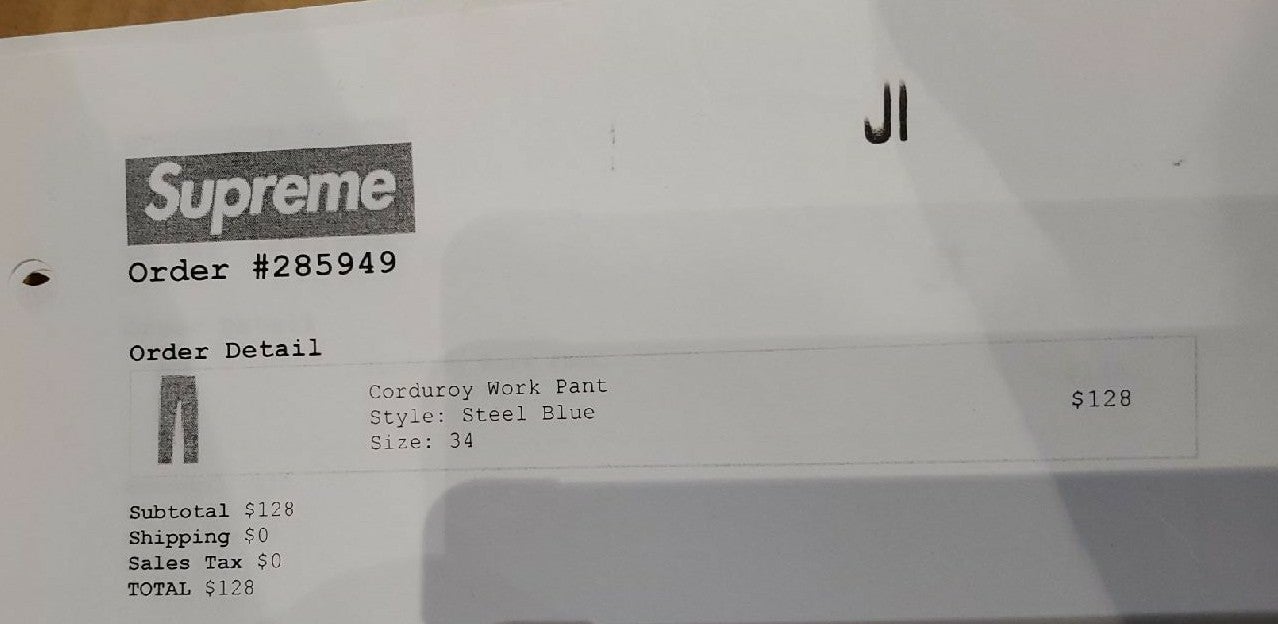 JI
Supreme
Order #285949
Order Detail
Corduroy Work Pant
Style: Steel Blue
Size: 34
$128
Subtotal $128
Shipping $0
Sales Tax $0
TOTAL $128